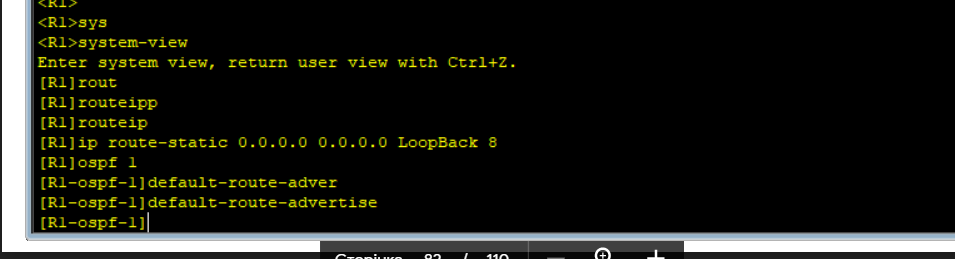 <R1>
<R1>sys
<R1>system-view
Enter system view, return user view with Ctrl+Z.
[R1]rout
[R1]routeipp
[R1]routeip
[R1]ip route-static 0.0.0.0 0.0.0.0 LoopBack 8
[R1]ospf 1
[R1-ospf-1]default-route-adver
[R1-ospf-1]default-route-advertise
[R1-ospf-1]
Сторінка 82 / 110